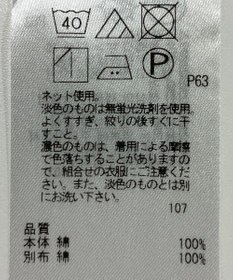 40
P
P63
ネット使用。
淡色のものは無蛍光洗剤を使用。
よくすすぎ、絞りの後すぐに干
すこと。
濃色のものは、着用による摩擦
で色落ちすることがありますの
で、組合せの衣服にご注意くだ
さい。また、淡色のものとは別
にお洗い下さい。
107
品質
本体 綿 100%
別布 綿 100%